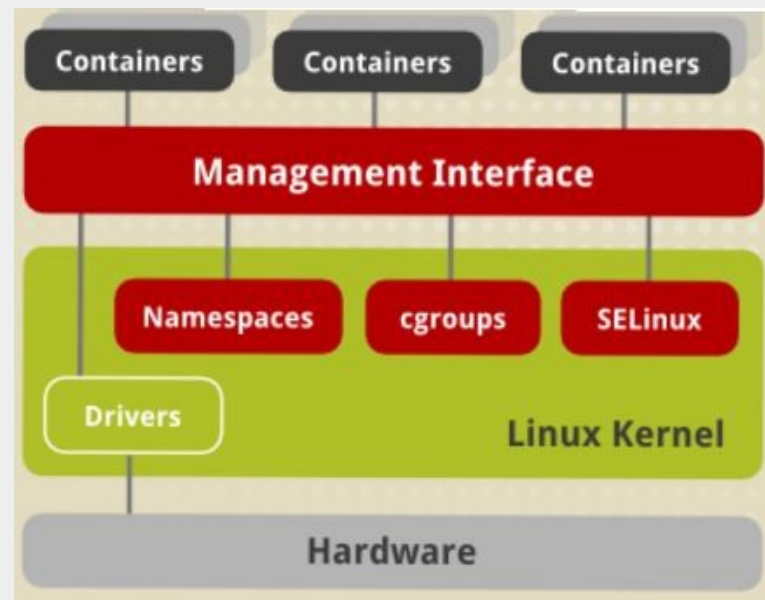 Containers
Containers
Containers
Management Interface
Namespaces
cgroups
SELinux
Drivers
Linux Kernel
Hardware